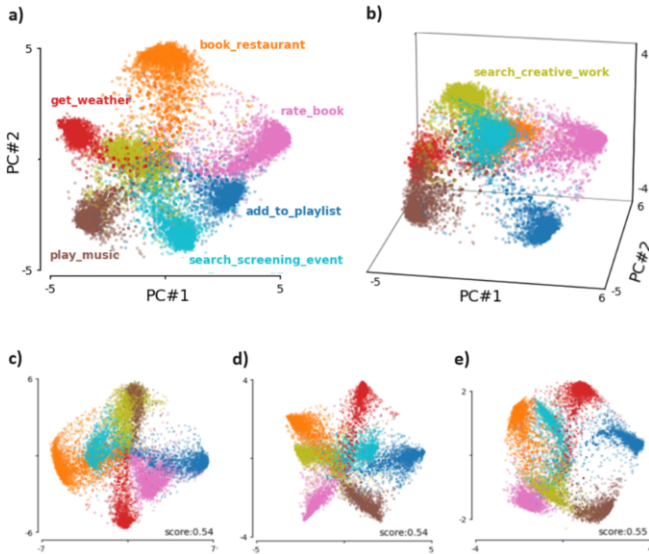 a)
b)
book_restaurant
5
4
get_weather
search_creative_work
rate_book
PC#2
add_to_playlist
-4
6
play_music
search_screening_event
-5
PC#2
-5
5
-5
6
-5
PC#1
PC#1
c)
d)
e)
6
4
2
-6
score:0.54
-4
score:0.54
-2
score:0.55
-7
7
-5
5
-4